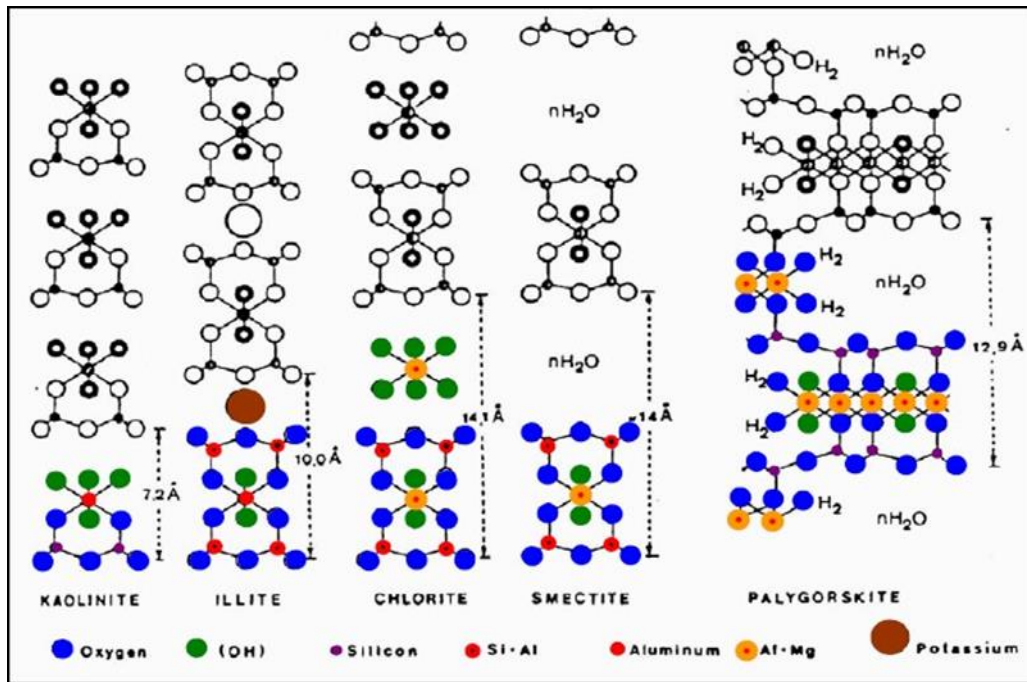 nH₂O
H₂
nH₂O
H₂
H₂
H₂
nH₂O
H₂
12,9 Å
nH₂O
14,1 Å
14 Å
10,0 Å
H₂
H₂
7,2 Å
H₂
nH₂O
KAOLINITE
ILLITE
CHLORITE
SMECTITE
PALYGORSKITE
Oxygen
(OH)
Silicon
Si·Al
Aluminum
Al·Mg
Potassium